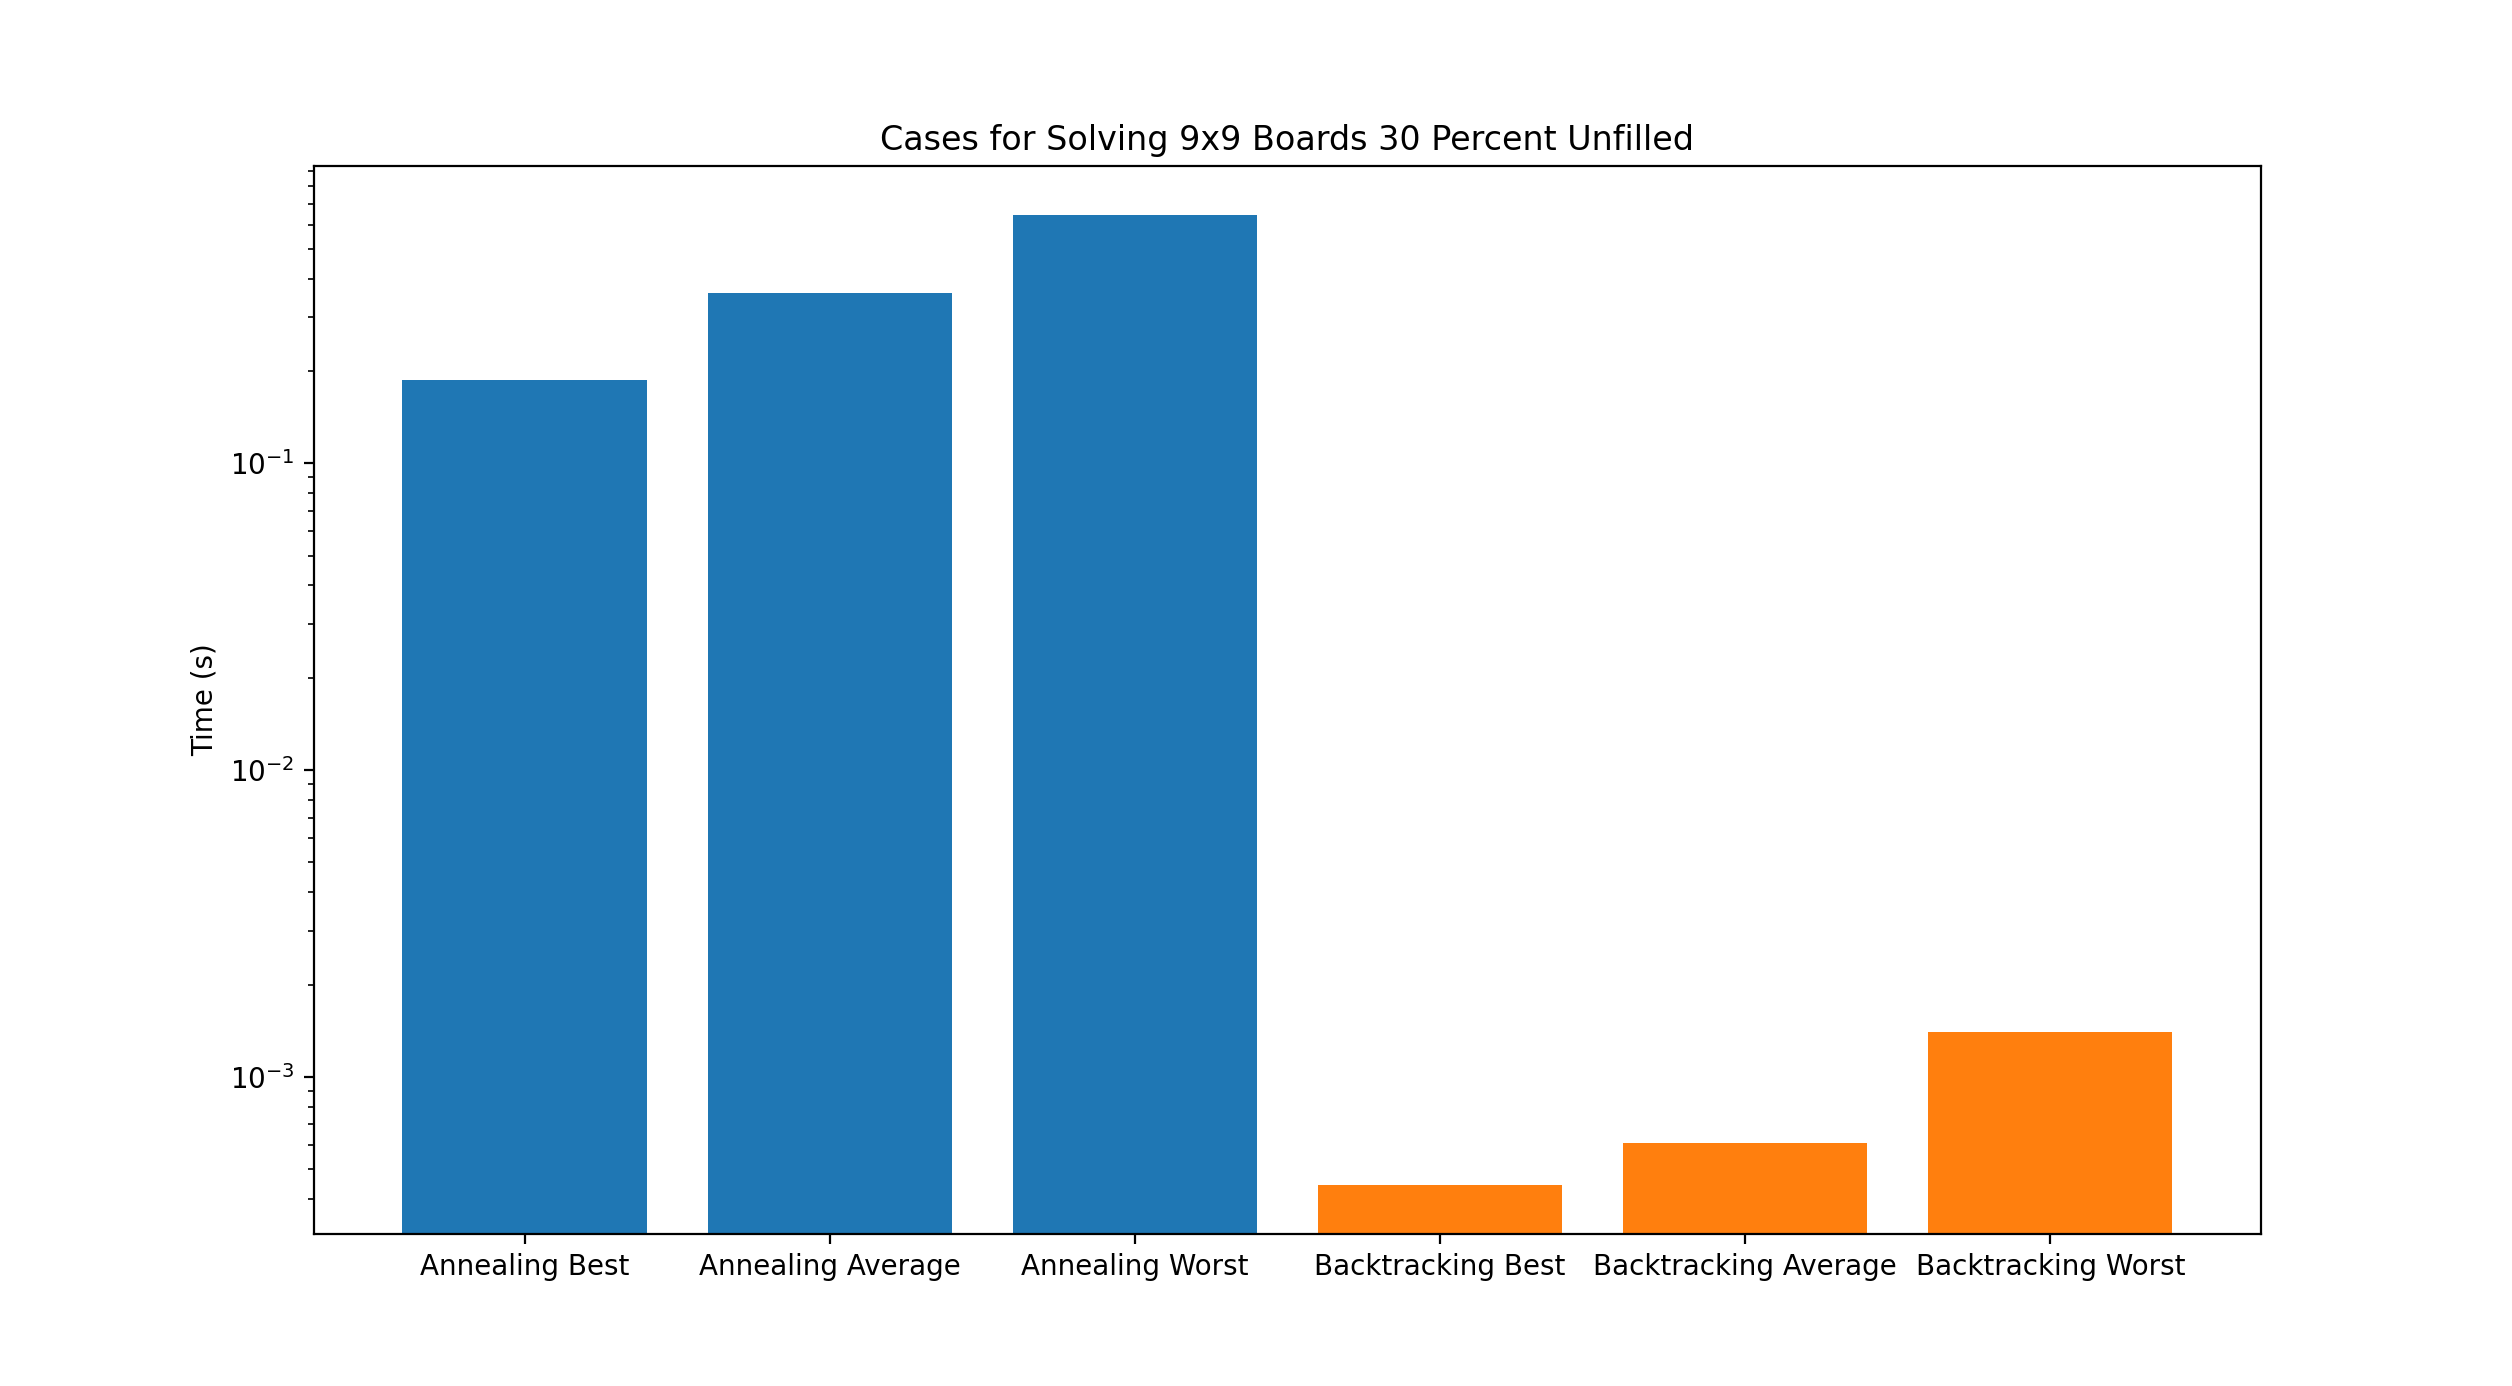 Cases for Solving 9x9 Boards 30 Percent Unfilled
Time (s)
10⁻¹
10⁻²
10⁻³
Annealing Best
Annealing Average
Annealing Worst
Backtracking Best
Backtracking Average
Backtracking Worst